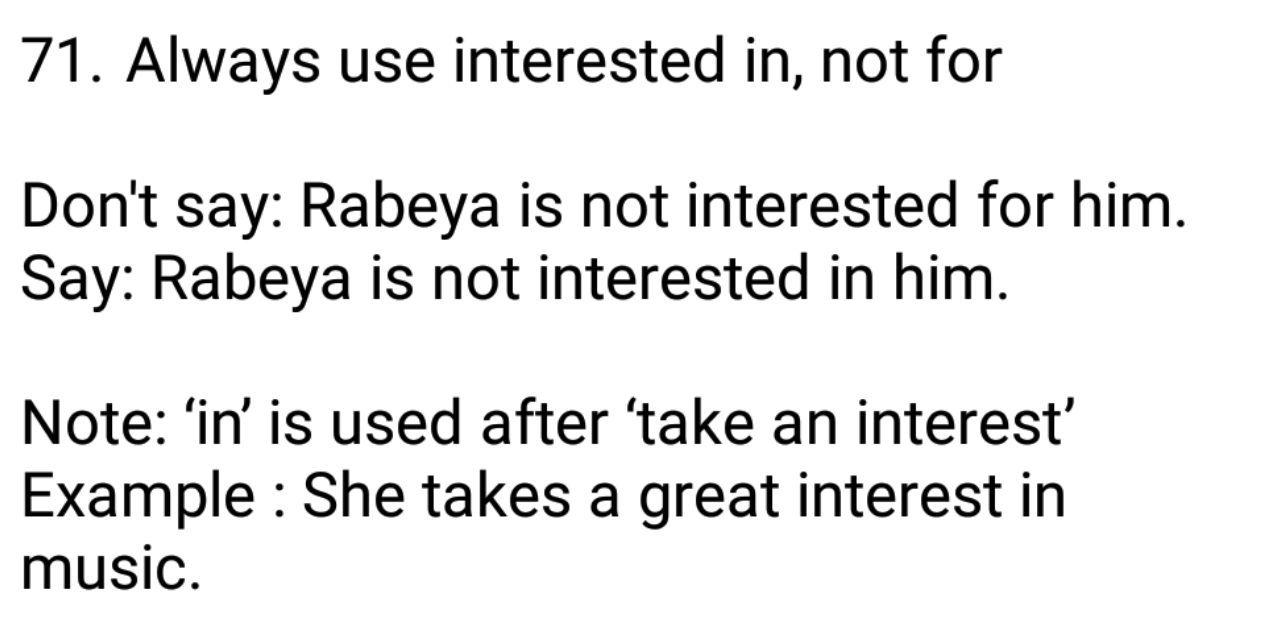 71. Always use interested in, not for
Don't say: Rabeya is not interested for him.
Say: Rabeya is not interested in him.
Note: ‘in’ is used after ‘take an interest’
Example : She takes a great interest in
music.